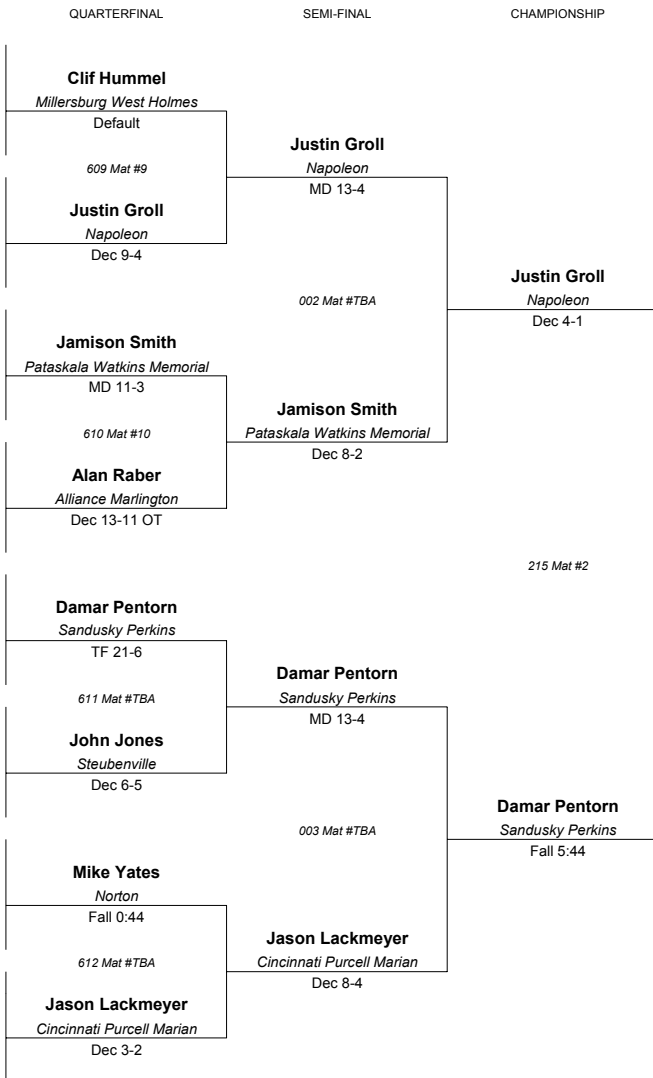 QUARTERFINAL
SEMI-FINAL
CHAMPIONSHIP
Clif Hummel
Millersburg West Holmes
Default
609 Mat #9
Justin Groll
Napoleon
Dec 9-4
Jamison Smith
Pataskala Watkins Memorial
MD 11-3
610 Mat #10
Alan Raber
Alliance Marlington
Dec 13-11 OT
Damar Pentorn
Sandusky Perkins
TF 21-6
611 Mat #TBA
John Jones
Steubenville
Dec 6-5
Mike Yates
Norton
Fall 0:44
612 Mat #TBA
Jason Lackmeyer
Cincinnati Purcell Marian
Dec 3-2
Justin Groll
Napoleon
MD 13-4
002 Mat #TBA
Jamison Smith
Pataskala Watkins Memorial
Dec 8-2
Damar Pentorn
Sandusky Perkins
MD 13-4
003 Mat #TBA
Jason Lackmeyer
Cincinnati Purcell Marian
Dec 8-4
Justin Groll
Napoleon
Dec 4-1
215 Mat #2
Damar Pentorn
Sandusky Perkins
Fall 5:44